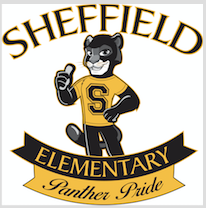 SHEFFIELD
S
ELEMENTARY
Panther Pride